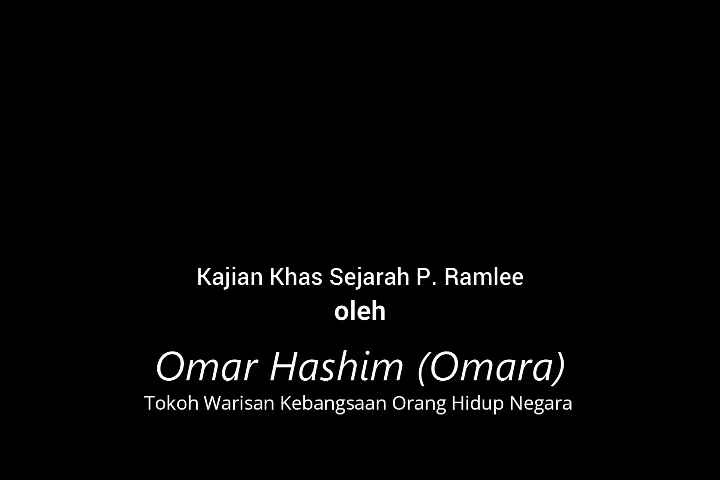 Kajian Khas Sejarah P. Ramlee
oleh
Omar Hashim (Omara)
Tokoh Warisan Kebangsaan Orang Hidup Negara